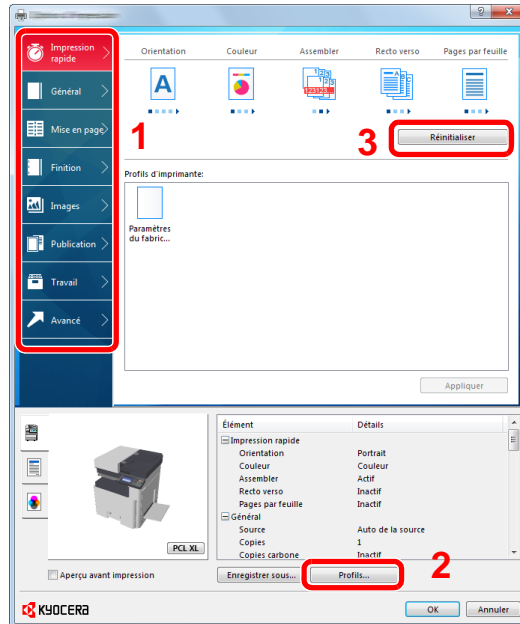 Impression
rapide
Général
Mise en page
Finition
Images
Publication
Travail
Avancé
1
Orientation Couleur Assembler Recto verso Pages par feuille
A
123
123123
3
Réinitialiser
Profils d'imprimante:
Paramètres
du fabric...
Appliquer
Élément Détails
Impression rapide
Orientation Portrait
Couleur Couleur
Assembler Actif
Recto verso Inactif
Pages par feuille Inactif
Général
Source Auto de la source
Copies 1
Copies carbone Inactif
PCL XL
Aperçu avant impression
Enregistrer sous... Profils...
2
KYOCERA
OK Annuler